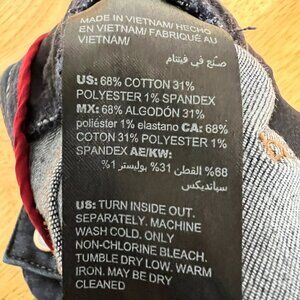 MADE IN VIETNAM/ HECHO
EN VIETNAM/ FABRIQUÉ AU
VIETNAM/
صنع في فيتنام
US: 68% COTTON 31%
POLYESTER 1% SPANDEX
MX: 68% ALGODÓN 31%
poliéster 1% elastano CA: 68%
COTON 31% POLYESTER 1%
SPANDEX AE/KW:
68% القطن 31% بوليستر 1%
سبانديكس
US: TURN INSIDE OUT.
SEPARATELY. MACHINE
WASH COLD. ONLY
NON-CHLORINE BLEACH.
TUMBLE DRY LOW. WARM
IRON. MAY BE DRY
CLEANED